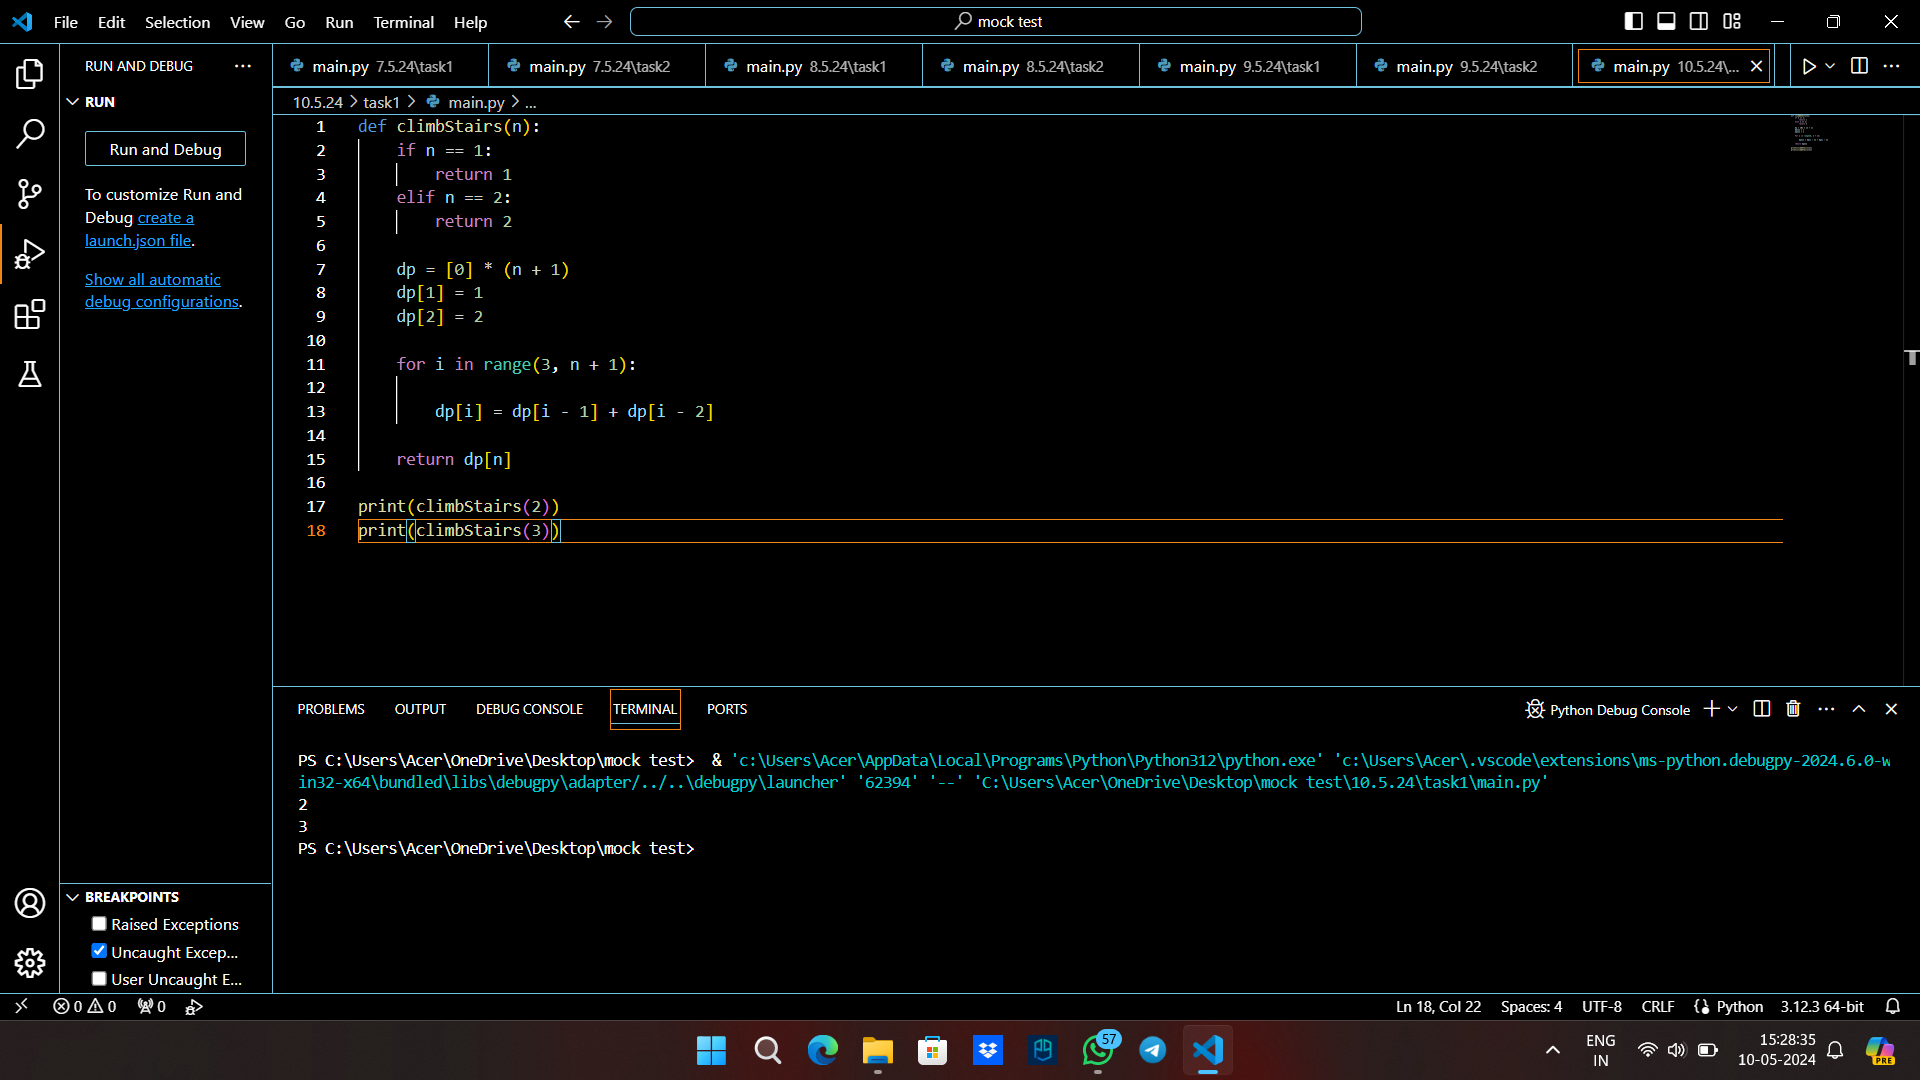 File Edit Selection View Go Run Terminal Help
mock test
RUN AND DEBUG ...
main.py 7.5.24\task1
main.py 7.5.24\task2
main.py 8.5.24\task1
main.py 8.5.24\task2
main.py 9.5.24\task1
main.py 9.5.24\task2
main.py 10.5.24\...
RUN
Run and Debug
To customize Run and
Debug create a
launch.json file.
Show all automatic
debug configurations.
10.5.24 > task1 > main.py > ...
1 def climbStairs(n):
2     if n == 1:
3         return 1
4     elif n == 2:
5         return 2
6
7     dp = [0] * (n + 1)
8     dp[1] = 1
9     dp[2] = 2
10
11     for i in range(3, n + 1):
12
13         dp[i] = dp[i - 1] + dp[i - 2]
14
15     return dp[n]
16
17 print(climbStairs(2))
18 print(climbStairs(3))
PROBLEMS OUTPUT DEBUG CONSOLE TERMINAL PORTS
Python Debug Console
PS C:\Users\Acer\OneDrive\Desktop\mock test>  & 'c:\Users\Acer\AppData\Local\Programs\Python\Python312\python.exe' 'c:\Users\Acer\.vscode\extensions\ms-python.debugpy-2024.6.0-w
in32-x64\bundled\libs\debugpy\adapter/../..\debugpy\launcher' '62394' '--' 'C:\Users\Acer\OneDrive\Desktop\mock test\10.5.24\task1\main.py'
2
3
PS C:\Users\Acer\OneDrive\Desktop\mock test>
BREAKPOINTS
Raised Exceptions
Uncaught Excep...
User Uncaught E...
0 0 0
Ln 18, Col 22 Spaces: 4 UTF-8 CRLF Python 3.12.3 64-bit
57
ENG
IN
15:28:35
10-05-2024
PRE